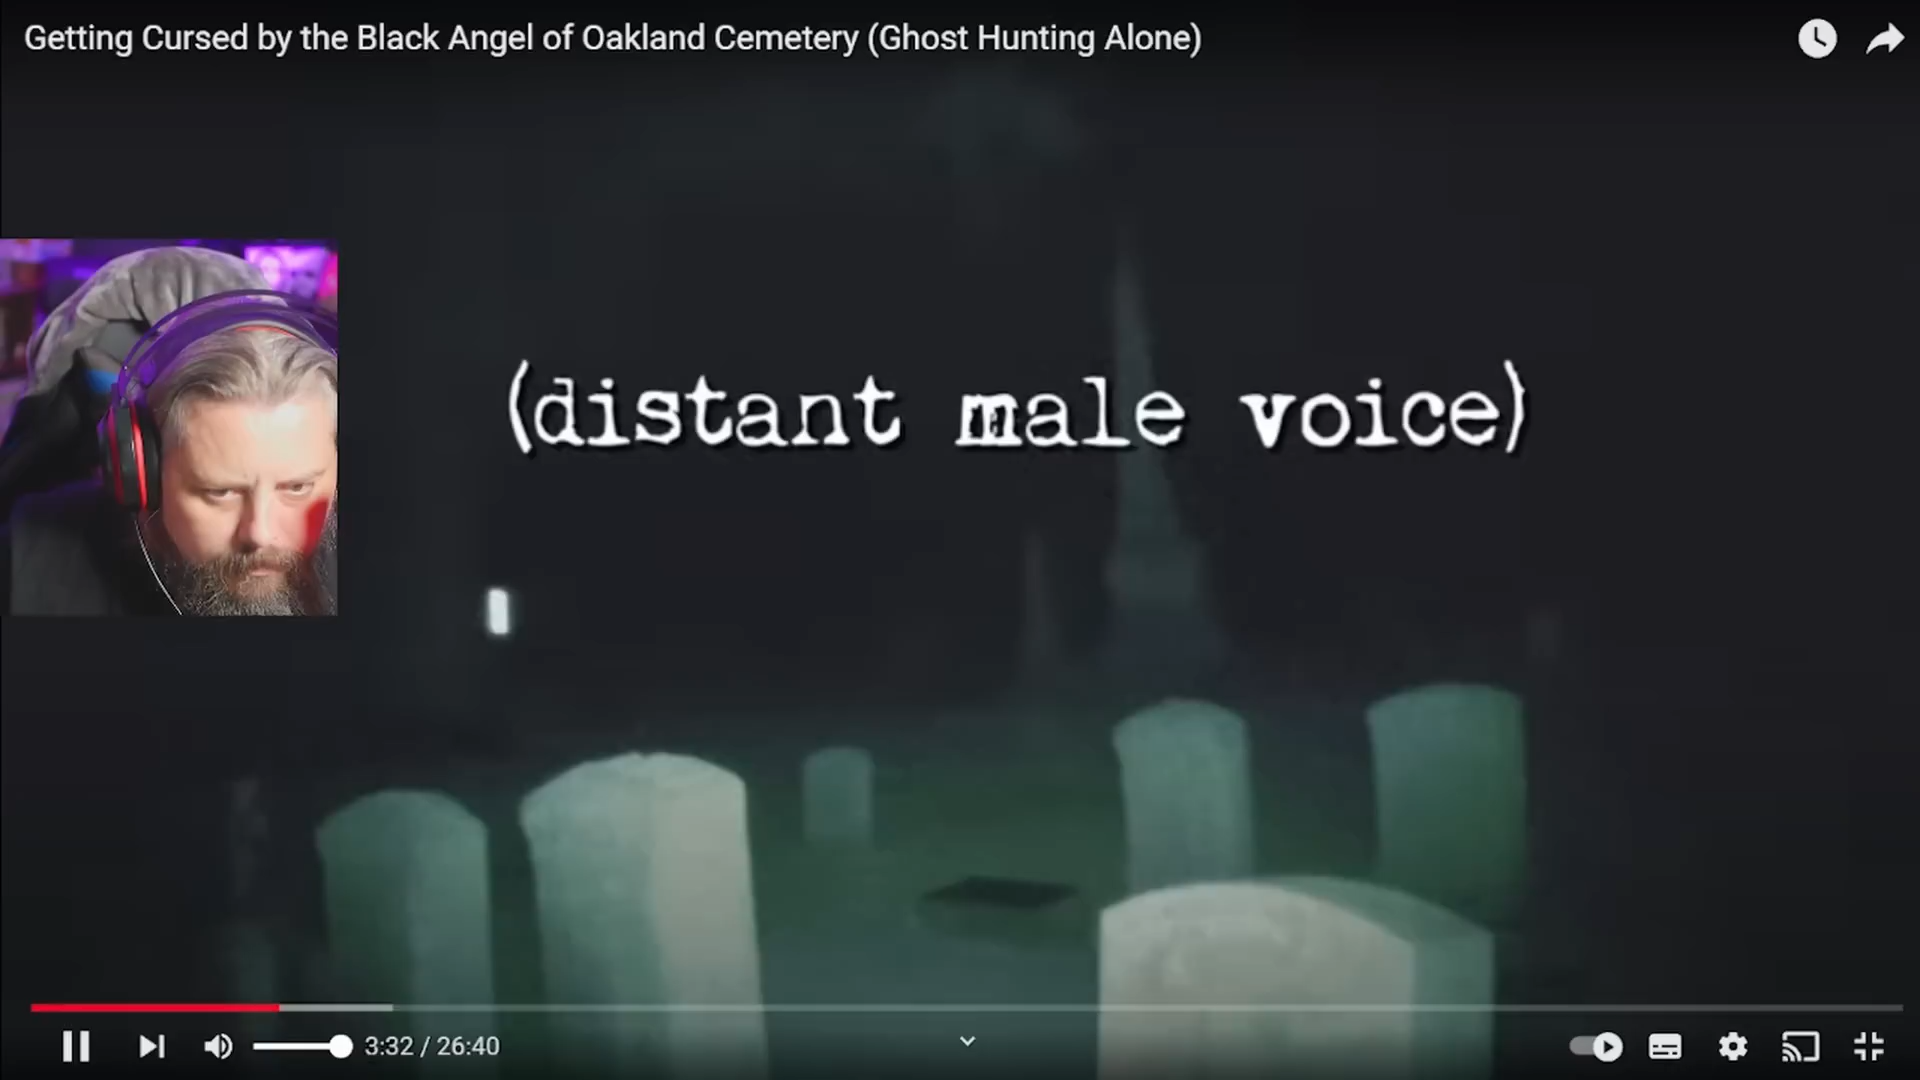 Getting Cursed by the Black Angel of Oakland Cemetery (Ghost Hunting Alone)
(distant male voice)
3:32 / 26:40